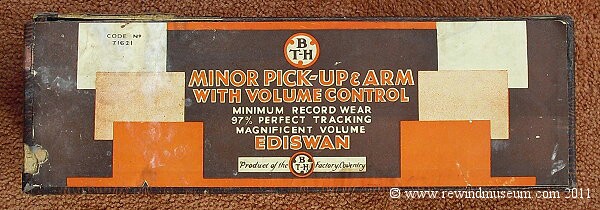 CODE Nº
71621
B
T-H
MINOR PICK-UP & ARM
WITH VOLUME CONTROL
MINIMUM RECORD WEAR
97% PERFECT TRACKING
MAGNIFICENT VOLUME
EDISWAN
Product of the B T-H Factory, Coventry
© www.rewindmuseum.com 2011